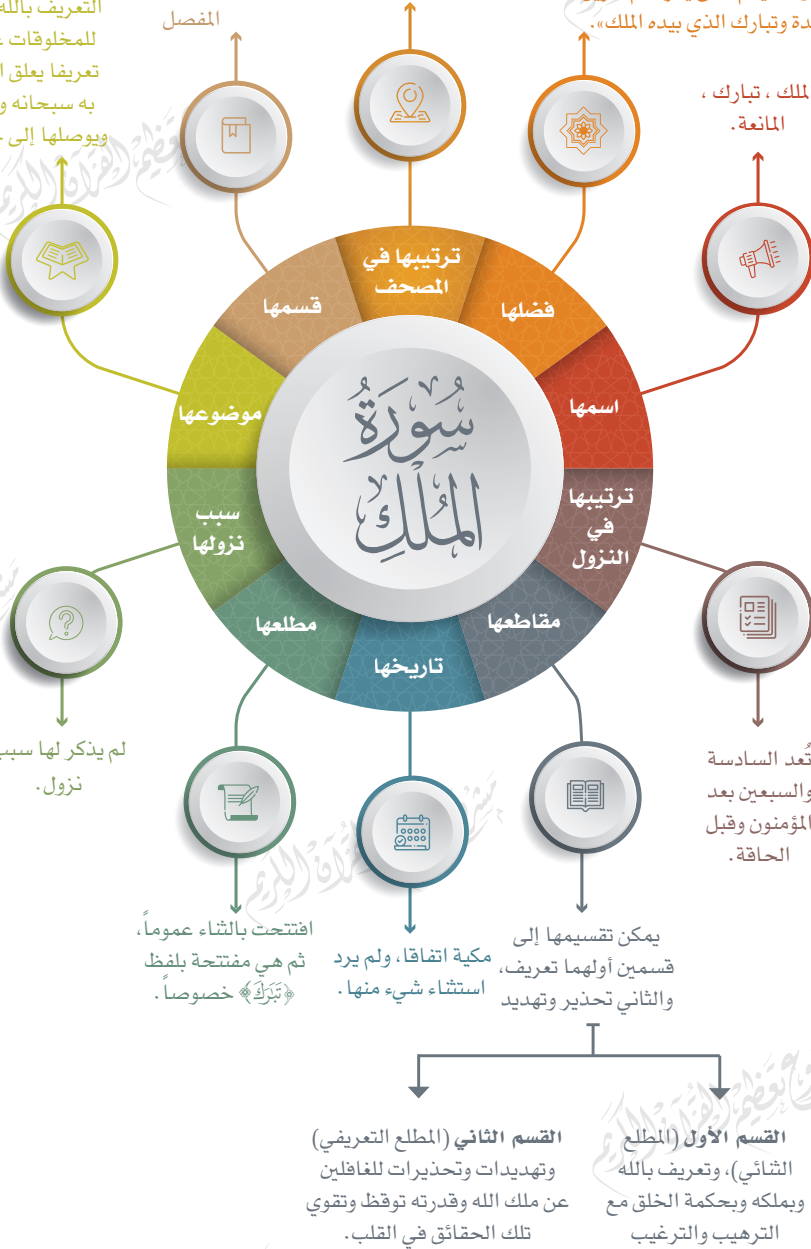 المفصل
وتبارك الذي بيده الملك».
التعريف بالله
للمخلوقات
تعريفا يعلق
به سبحانه
ويوصلها إلى
الملك ، تبارك ،
المانعة.
ترتيبها في
المصحف
فضلها
قسمها
اسمها
موضوعها
سُورَةُ
المُلْكِ
ترتيبها
في
النزول
سبب
نزولها
مقاطعها
مطلعها
تاريخها
تُعد السادسة
والسبعين بعد
المؤمنون وقبل
الحاقة.
لم يذكر لها سبب
نزول.
يمكن تقسيمها إلى
قسمين أولهما تعريف،
والثاني تحذير وتهديد
مكية اتفاقا، ولم يرد
استثناء شيء منها.
افتتحت بالثناء عموماً،
ثم هي مفتتحة بلفظ
﴿تَبَٰرَكَ﴾ خصوصاً.
القسم الأول (المطلع
الثنائي)، وتعريف بالله
وبملكه وبحكمة الخلق مع
الترهيب والترغيب
القسم الثاني (المطلع التعريفي)
وتهديدات وتحذيرات للغافلين
عن ملك الله وقدرته توقظ وتقوي
تلك الحقائق في القلب.
تعظيم القرآن الكريم